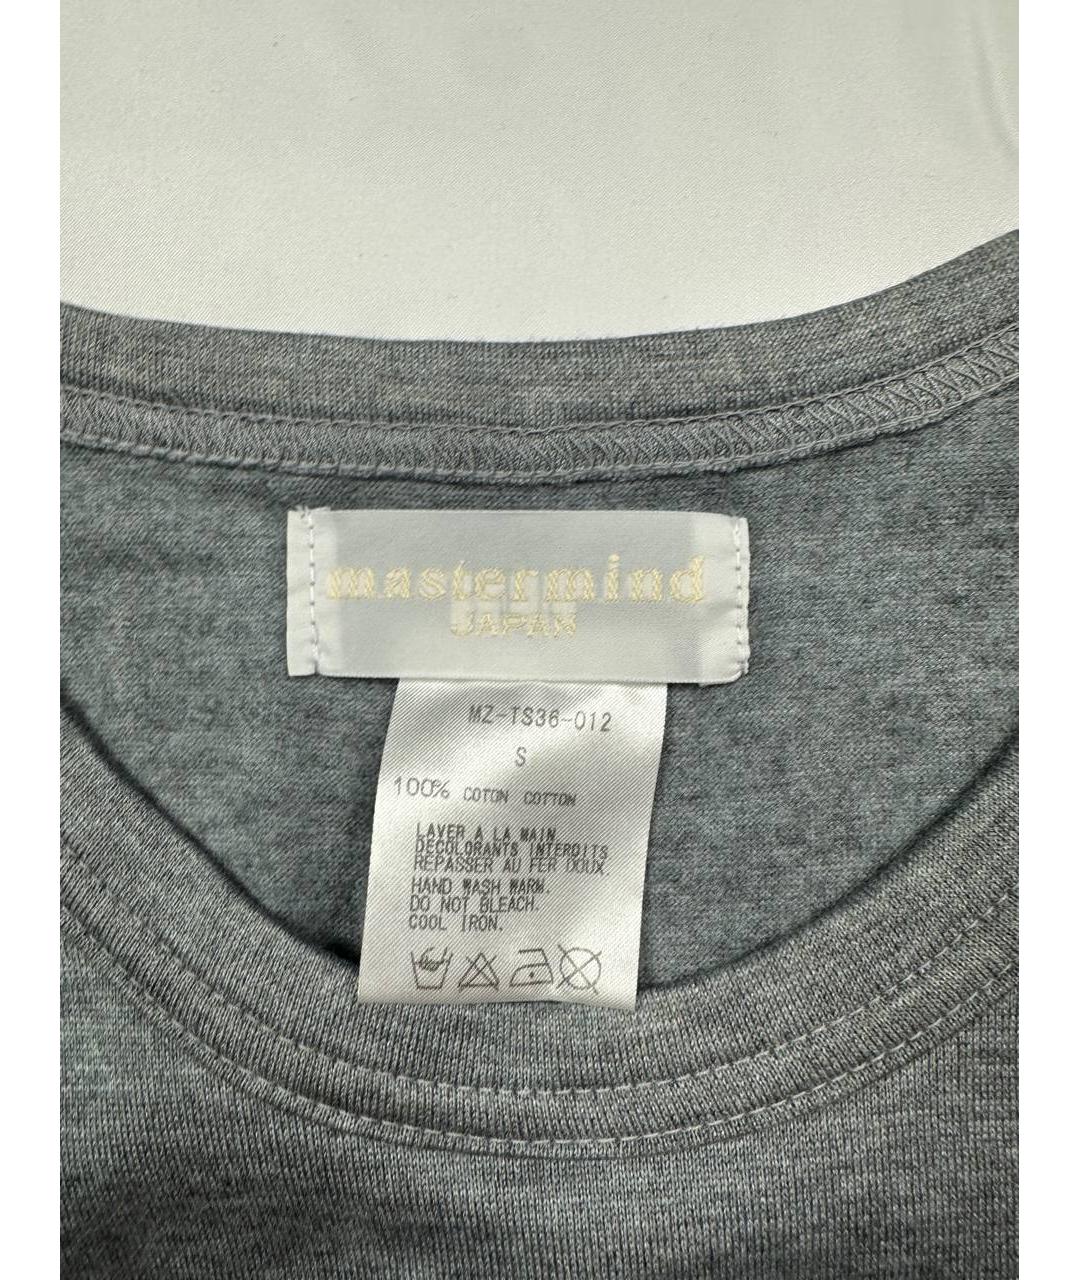 mastermind
JAPAN
MZ-TS36-012
S
100% COTON COTTON
LAVER A LA MAIN
DECOLORANTS INTERDITS
REPASSER AU FER DOUX.
HAND WASH WARM.
DO NOT BLEACH.
COOL IRON.